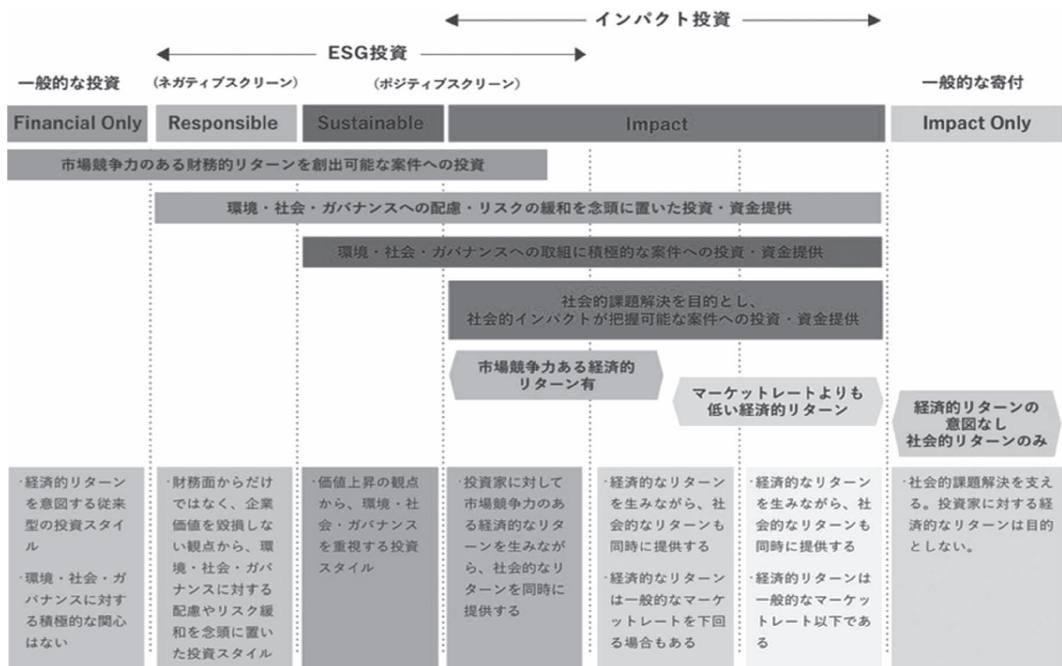 インパクト投資
ESG投資
一般的な投資
(ネガティブスクリーン)
(ポジティブスクリーン)
一般的な寄付
Financial Only
Responsible
Sustainable
Impact
Impact Only
市場競争力のある財務的リターンを創出可能な案件への投資
環境・社会・ガバナンスへの配慮・リスクの緩和を念頭に置いた投資・資金提供
環境・社会・ガバナンスへの取組に積極的な案件への投資・資金提供
社会的課題解決を目的とし、
社会的インパクトが把握可能な案件への投資・資金提供
市場競争力ある経済的
リターン有
マーケットレートよりも
低い経済的リターン
経済的リターンの
意図なし
社会的リターンのみ
・経済的リターン
を意図する従来
型の投資スタイ
ル
・環境・社会・ガ
バナンスに対す
る積極的な関心
はない
・財務面からだけ
ではなく、企業
価値を毀損しな
い観点から、環
境・社会・ガバ
ナンスに対する
配慮やリスク緩
和を念頭に置い
た投資スタイル
・価値上昇の観点
から、環境・社
会・ガバナンス
を重視する投資
スタイル
・投資家に対して
市場競争力のあ
る経済的なリタ
ーンを生みなが
ら、社会的なリ
ターンを同時に
提供する
・経済的なリターン
を生みながら、社
会的なリターンも
同時に提供する
・経済的なリターン
は一般的なマーケ
ットレートを下回
る場合もある
・経済的なリターン
を生みながら、社
会的なリターンも
同時に提供する
・経済的リターンは
一般的なマーケッ
トレート以下であ
る
・社会的課題解決を支え
る。投資家に対する経
済的なリターンは目的
としない。